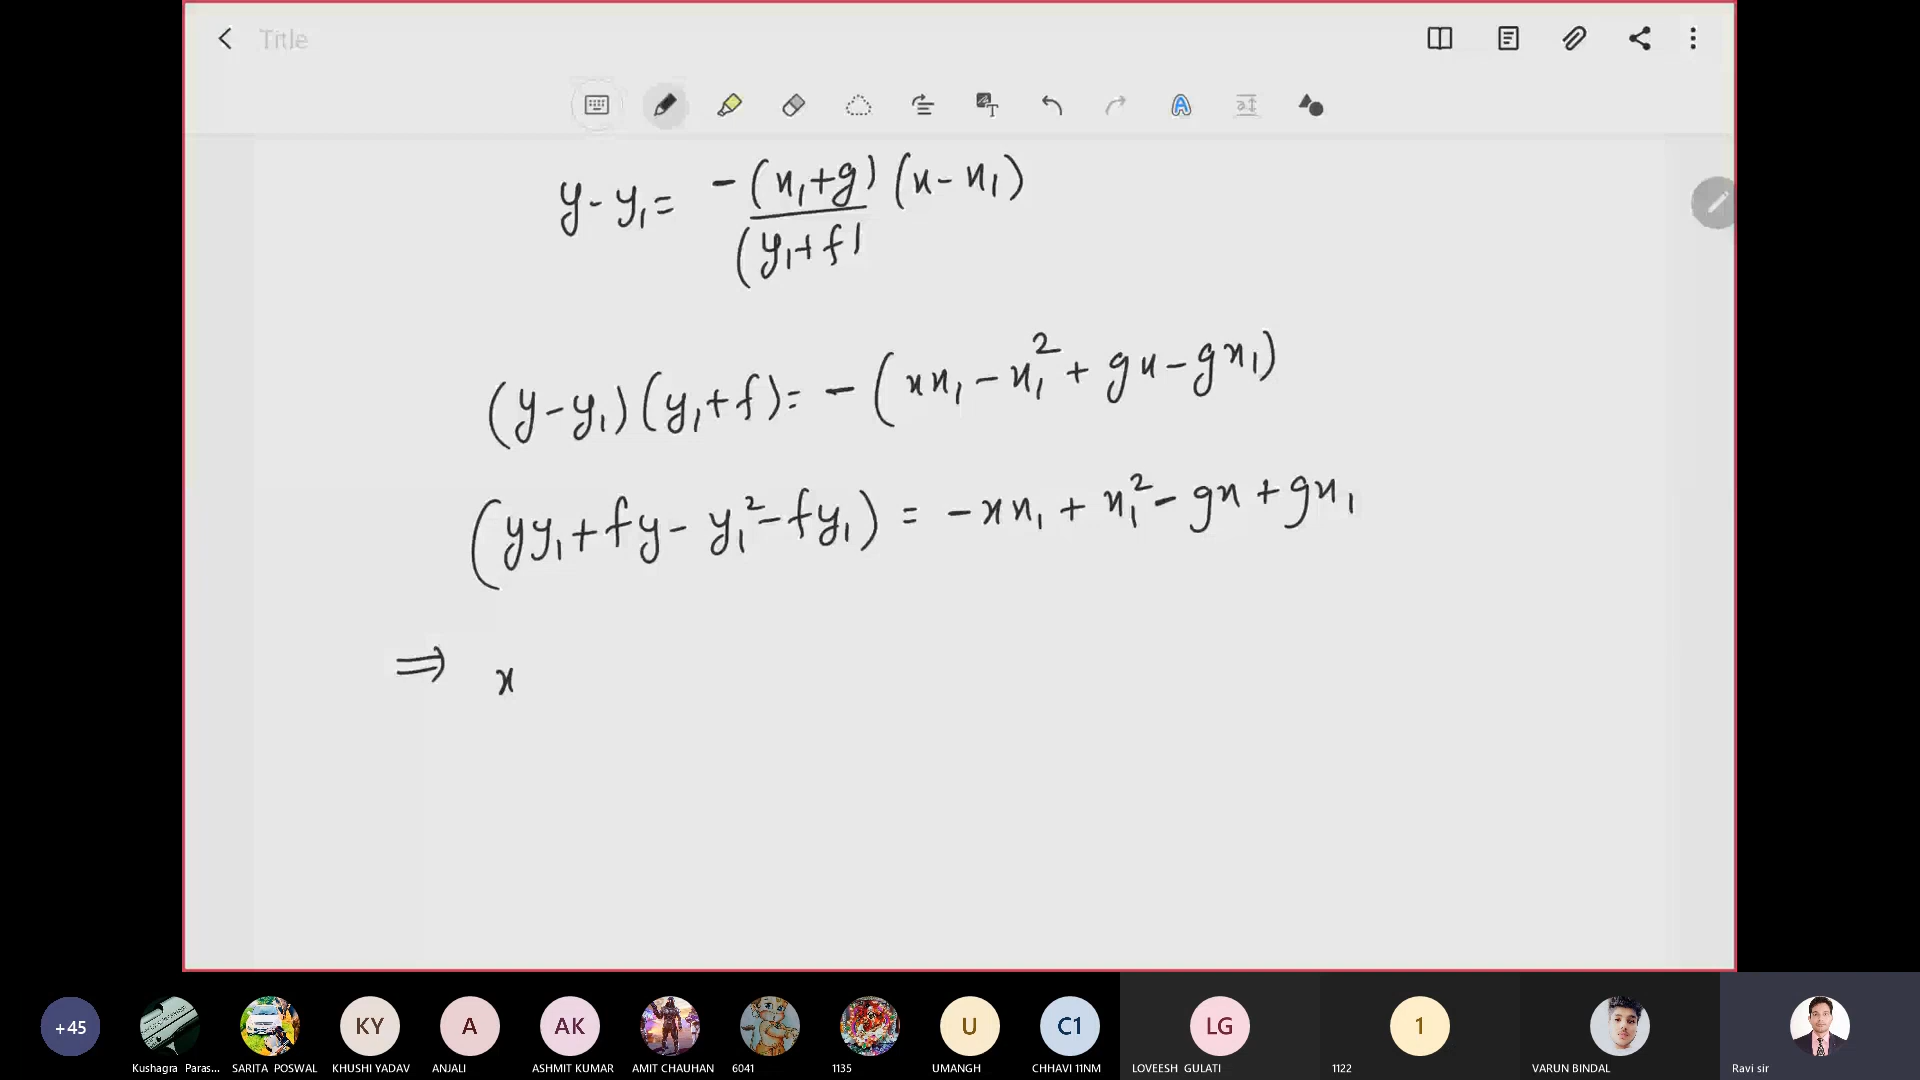 Title
y - y₁ = -(x₁+g)/(y₁+f) (x - x₁)
(y-y₁)(y₁+f) = -(xx₁ - x₁² + gx - gx₁)
(yy₁ + fy - y₁² - fy₁) = -xx₁ + x₁² - gx + gx₁
⇒ x
+45 KY A AK U C1 LG 1
Kushagra Paras... SARITA POSWAL KHUSHI YADAV ANJALI ASHMIT KUMAR AMIT CHAUHAN 6041 1135 UMANGH CHHAVI 11NM LOVEESH GULATI 1122 VARUN BINDAL Ravi sir